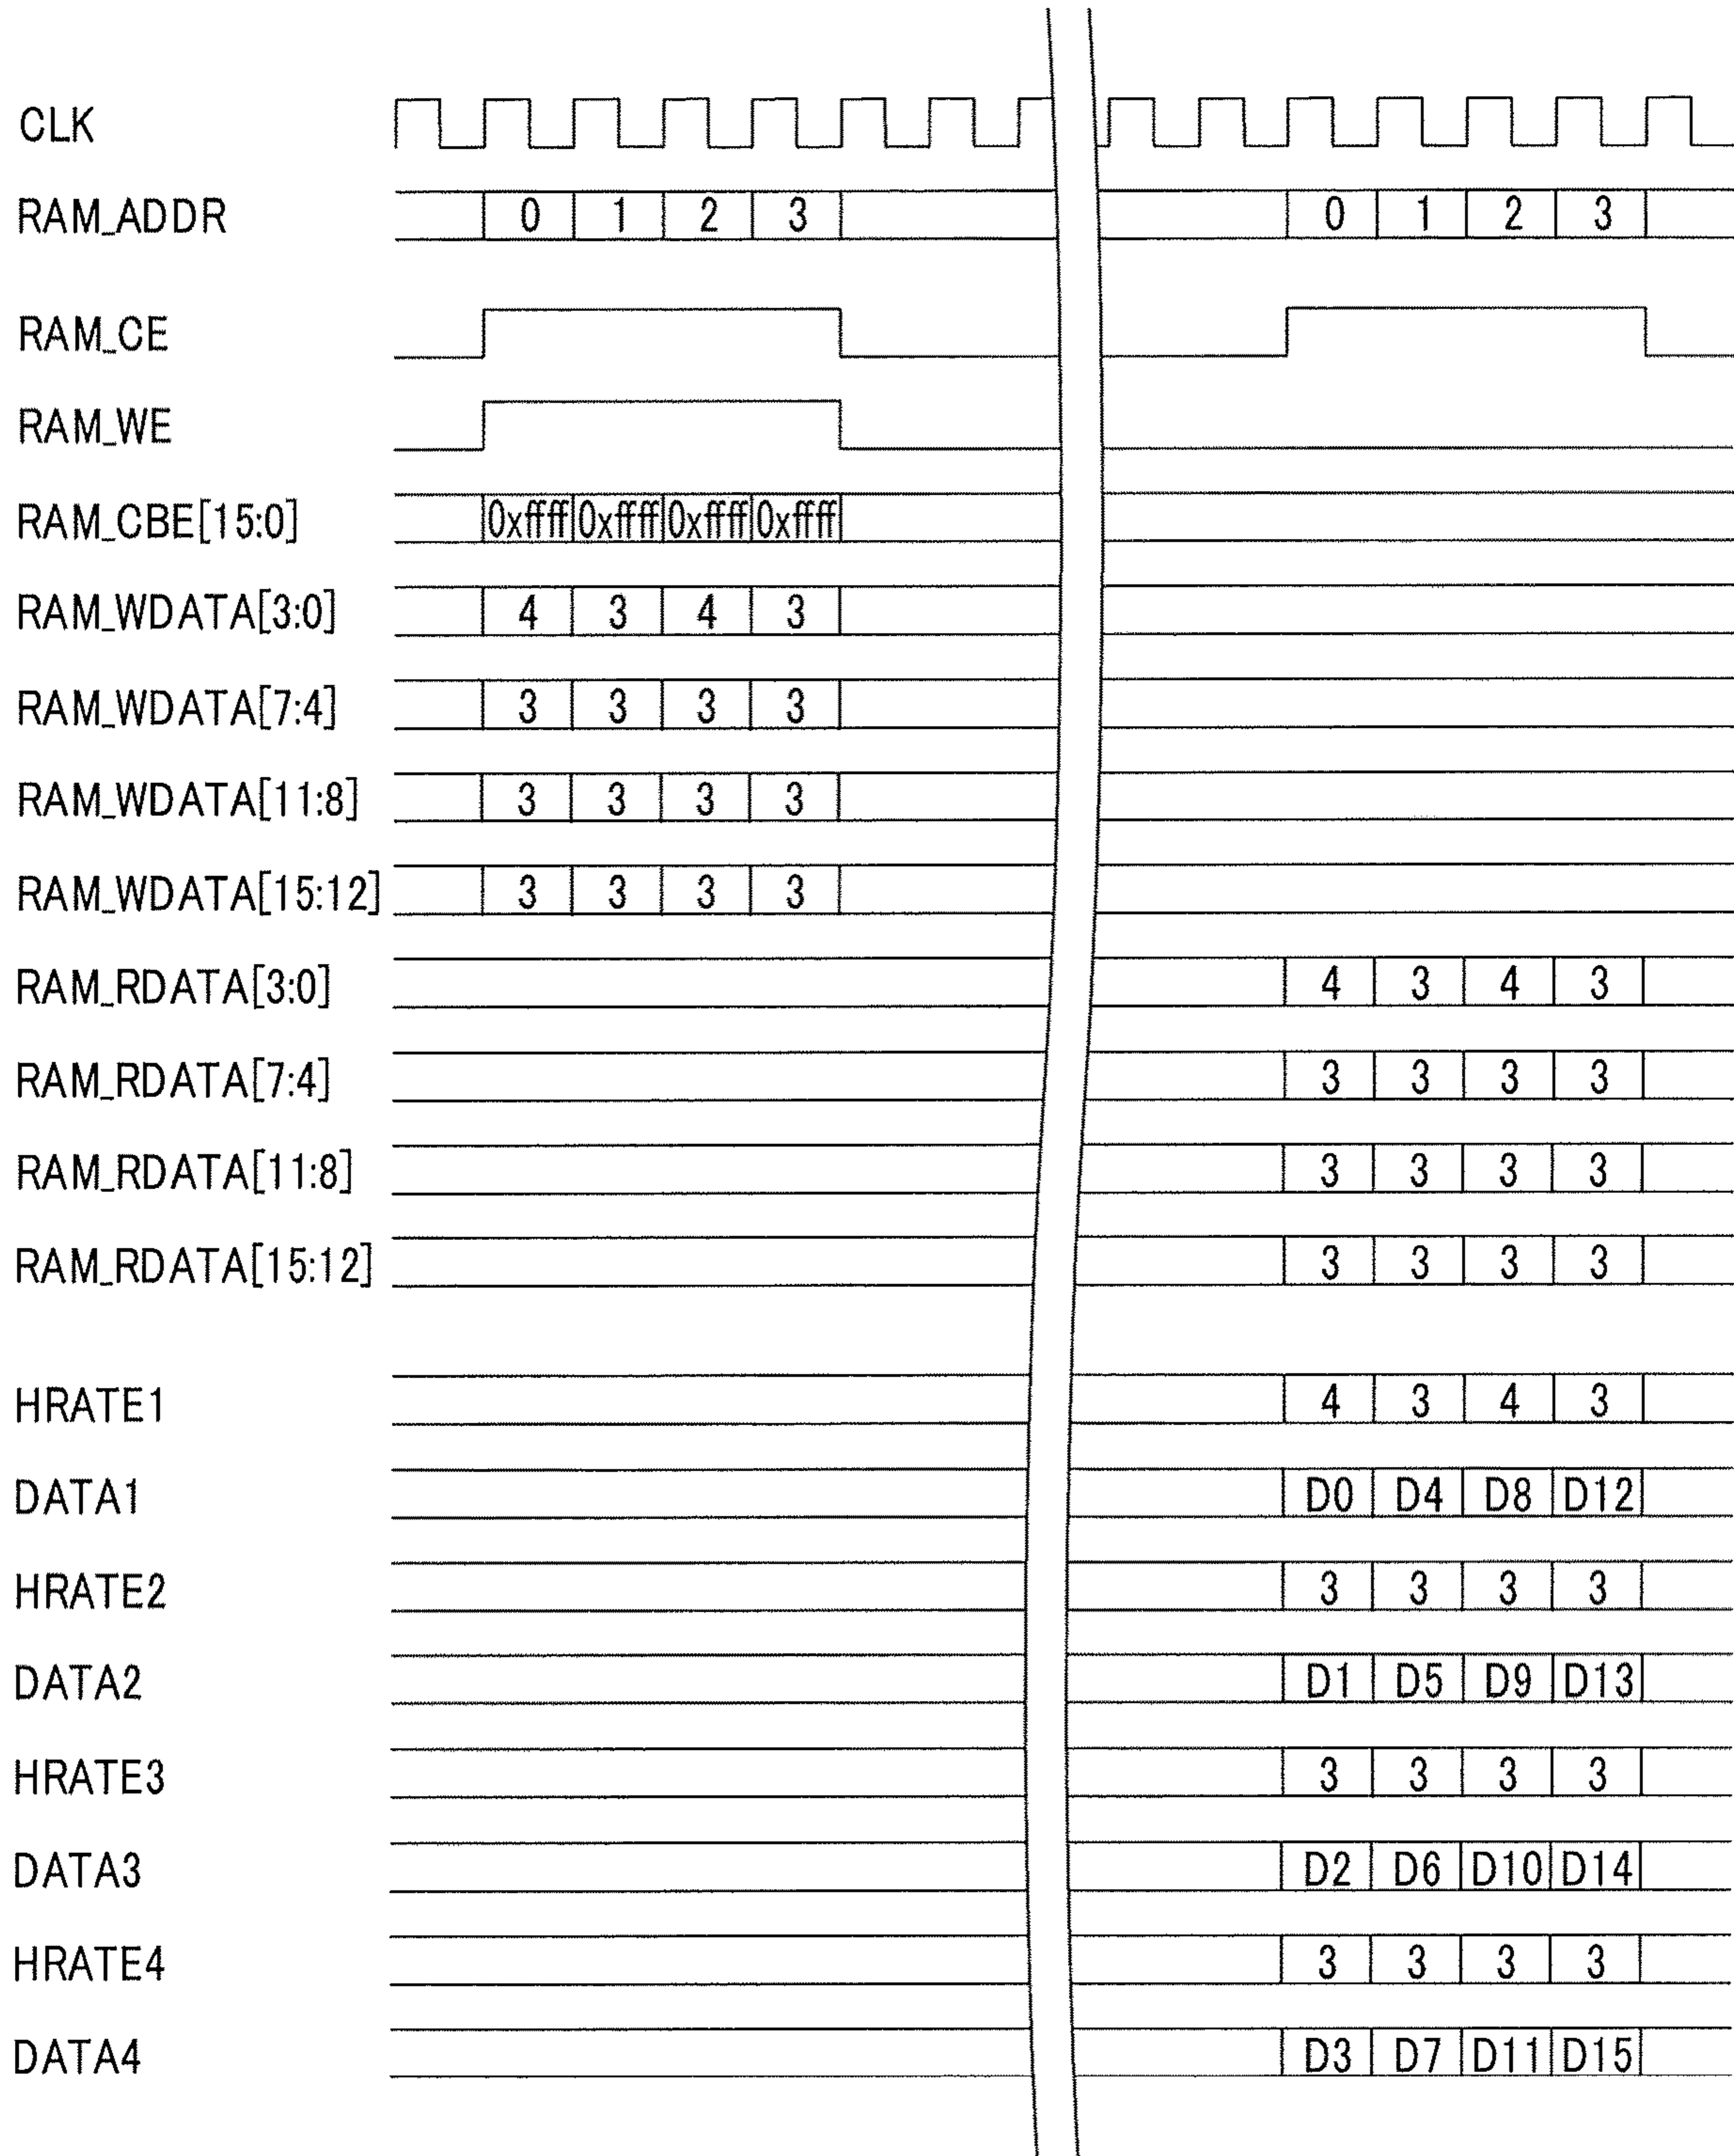 CLK
RAM_ADDR 0 1 2 3 0 1 2 3
RAM_CE
RAM_WE
RAM_CBE[15:0] 0xffff 0xffff 0xffff 0xffff
RAM_WDATA[3:0] 4 3 4 3
RAM_WDATA[7:4] 3 3 3 3
RAM_WDATA[11:8] 3 3 3 3
RAM_WDATA[15:12] 3 3 3 3
RAM_RDATA[3:0] 4 3 4 3
RAM_RDATA[7:4] 3 3 3 3
RAM_RDATA[11:8] 3 3 3 3
RAM_RDATA[15:12] 3 3 3 3
HRATE1 4 3 4 3
DATA1 D0 D4 D8 D12
HRATE2 3 3 3 3
DATA2 D1 D5 D9 D13
HRATE3 3 3 3 3
DATA3 D2 D6 D10 D14
HRATE4 3 3 3 3
DATA4 D3 D7 D11 D15